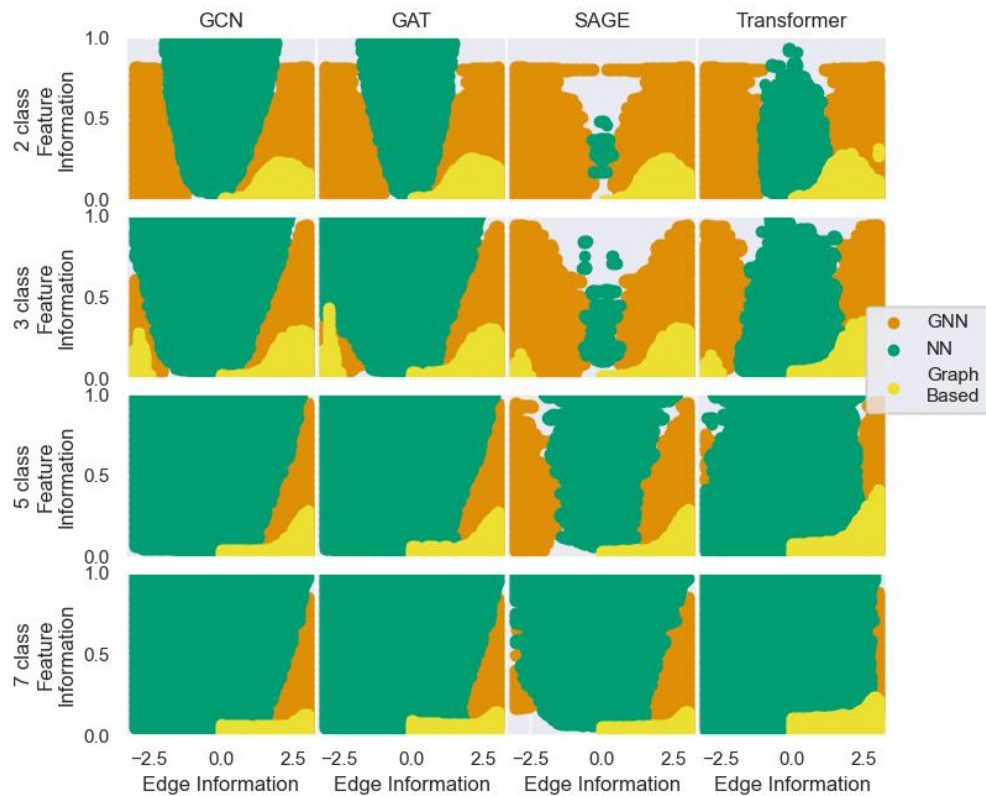 GCN GAT SAGE Transformer
2 class
Feature
Information
1.0
0.5
0.0
3 class
Feature
Information
1.0
0.5
0.0
GNN
NN
Graph
Based
5 class
Feature
Information
1.0
0.5
0.0
7 class
Feature
Information
1.0
0.5
0.0
−2.5 0.0 2.5 −2.5 0.0 2.5 −2.5 0.0 2.5 −2.5 0.0 2.5
Edge Information Edge Information Edge Information Edge Information